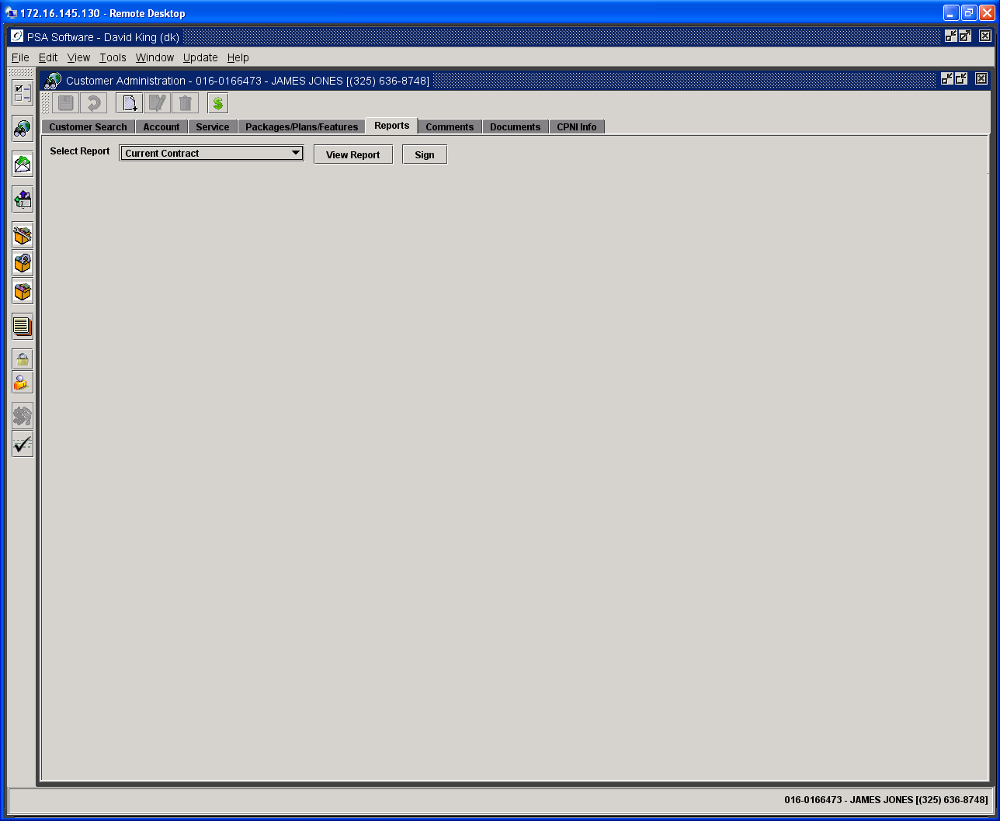 172.16.145.130 - Remote Desktop
PSA Software - David King (dk)
File Edit View Tools Window Update Help
Customer Administration - 016-0166473 - JAMES JONES [(325) 636-8748]
Customer Search Account Service Packages/Plans/Features Reports Comments Documents CPNI Info
Select Report Current Contract View Report Sign
016-0166473 - JAMES JONES [(325) 636-8748]